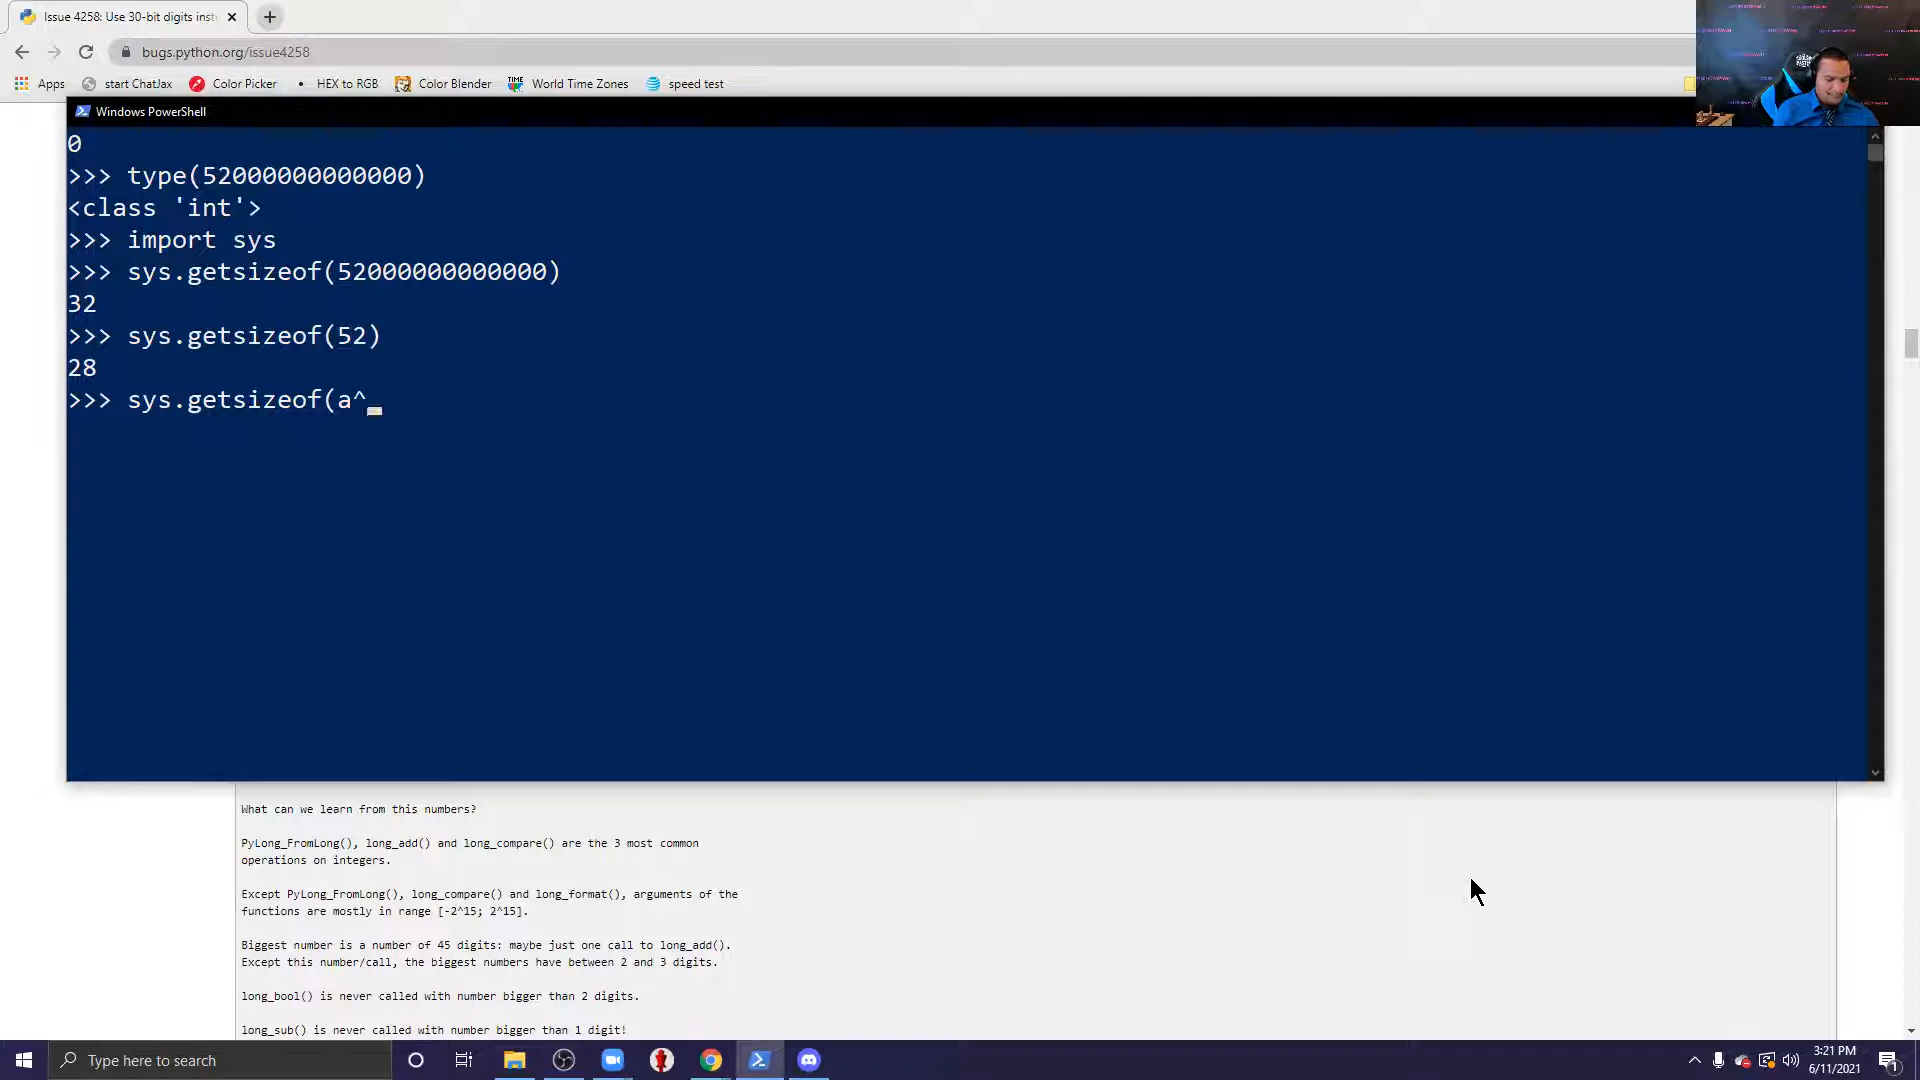 Issue 4258: Use 30-bit digits inst
bugs.python.org/issue4258
Apps start ChatJax Color Picker • HEX to RGB Color Blender TIME World Time Zones speed test
Windows PowerShell
0
>>> type(52000000000000)
<class 'int'>
>>> import sys
>>> sys.getsizeof(52000000000000)
32
>>> sys.getsizeof(52)
28
>>> sys.getsizeof(a^_
What can we learn from this numbers?
PyLong_FromLong(), long_add() and long_compare() are the 3 most common
operations on integers.
Except PyLong_FromLong(), long_compare() and long_format(), arguments of the
functions are mostly in range [-2^15; 2^15].
Biggest number is a number of 45 digits: maybe just one call to long_add().
Except this number/call, the biggest numbers have between 2 and 3 digits.
long_bool() is never called with number bigger than 2 digits.
long_sub() is never called with number bigger than 1 digit!
Type here to search
3:21 PM
6/11/2021
1